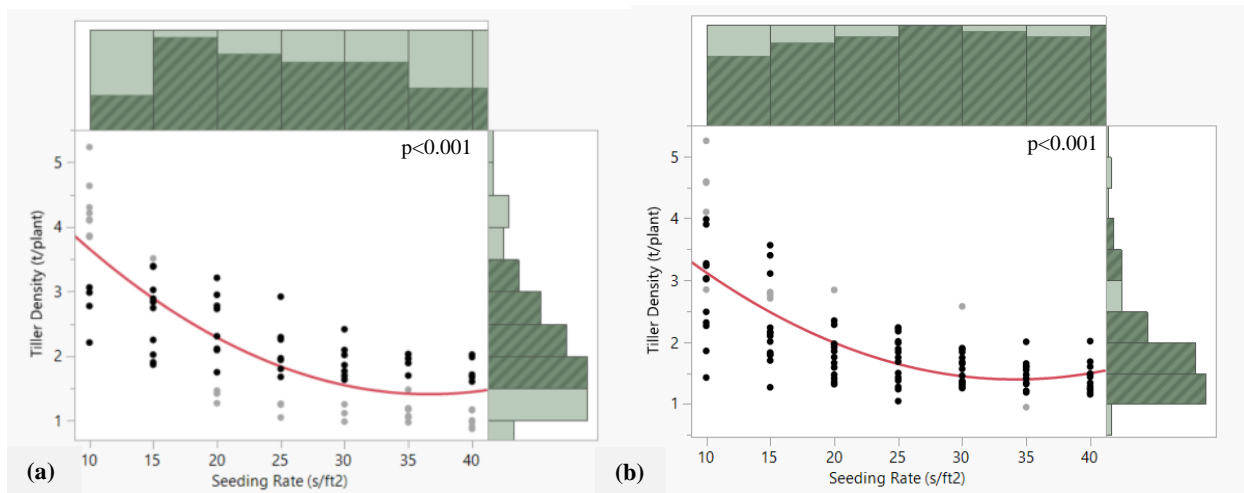 p<0.001
5
4
3
2
1
Tiller Density (t/plant)
10 15 20 25 30 35 40
Seeding Rate (s/ft2)
(a)
p<0.001
5
4
3
2
1
Tiller Density (t/plant)
10 15 20 25 30 35 40
Seeding Rate (s/ft2)
(b)